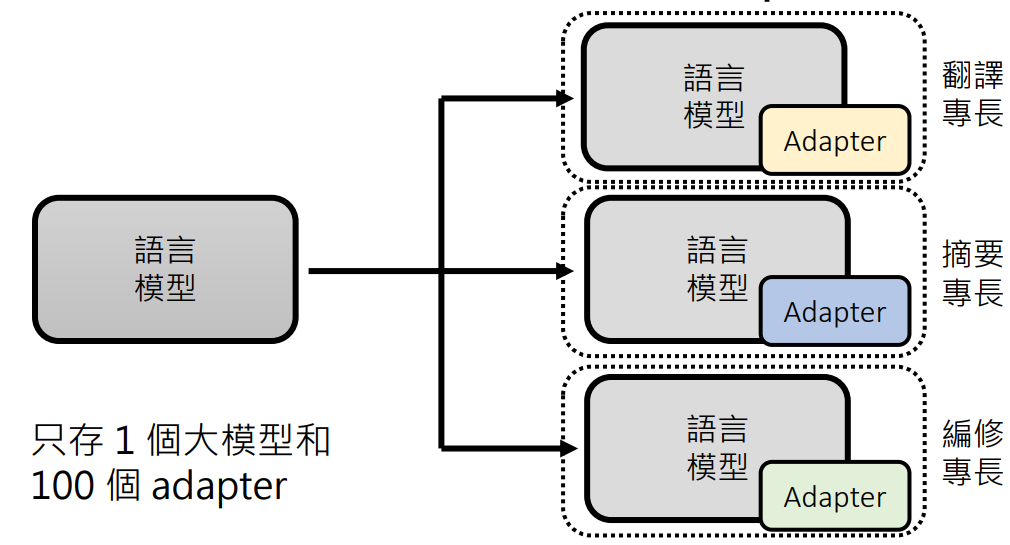 語言
模型
只存 1 個大模型和
100 個 adapter
語言
模型
Adapter
翻譯
專長
語言
模型
Adapter
摘要
專長
語言
模型
Adapter
編修
專長